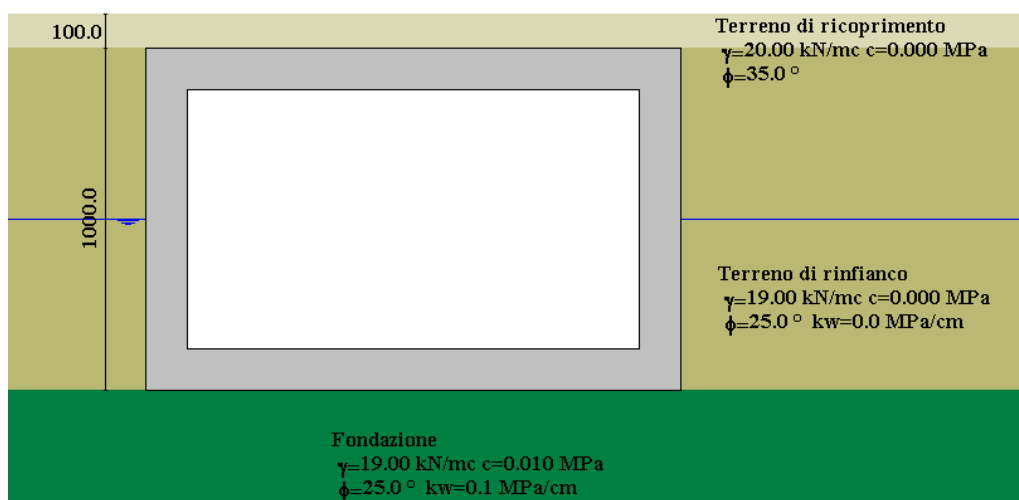 100.0
Terreno di ricoprimento
γ=20.00 kN/mc c=0.000 MPa
ϕ=35.0 °
1000.0
Terreno di rinfianco
γ=19.00 kN/mc c=0.000 MPa
ϕ=25.0 ° kw=0.0 MPa/cm
Fondazione
γ=19.00 kN/mc c=0.010 MPa
ϕ=25.0 ° kw=0.1 MPa/cm